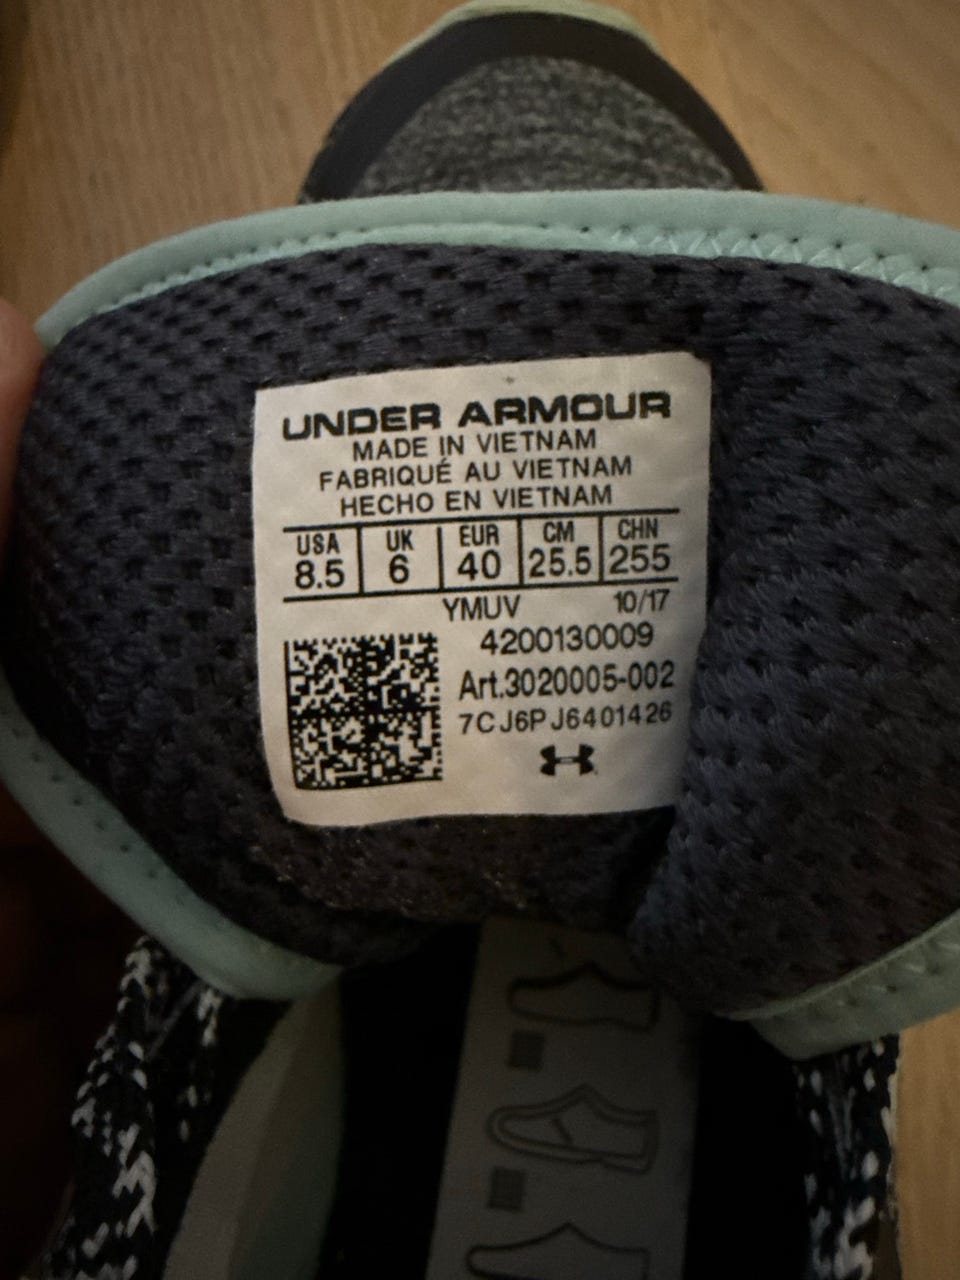 UNDER ARMOUR
MADE IN VIETNAM
FABRIQUÉ AU VIETNAM
HECHO EN VIETNAM
USA UK EUR CM CHN
8.5 6 40 25.5 255
YMUV 10/17
4200130009
Art.3020005-002
7CJ6PJ6401426